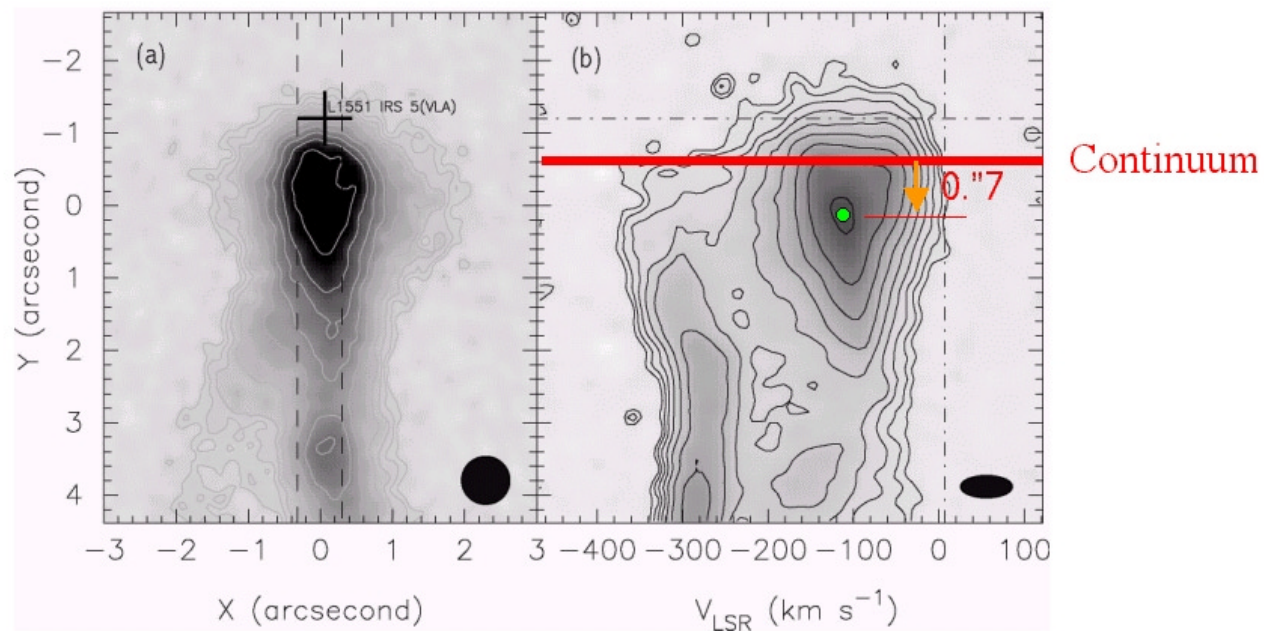 (a)
L1551 IRS 5(VLA)
(b)
Continuum
0."7
-2
-1
0
1
2
3
4
Y (arcsecond)
-3 -2 -1 0 1 2 3
-400 -300 -200 -100 0 100
X (arcsecond)
V_LSR (km s⁻¹)